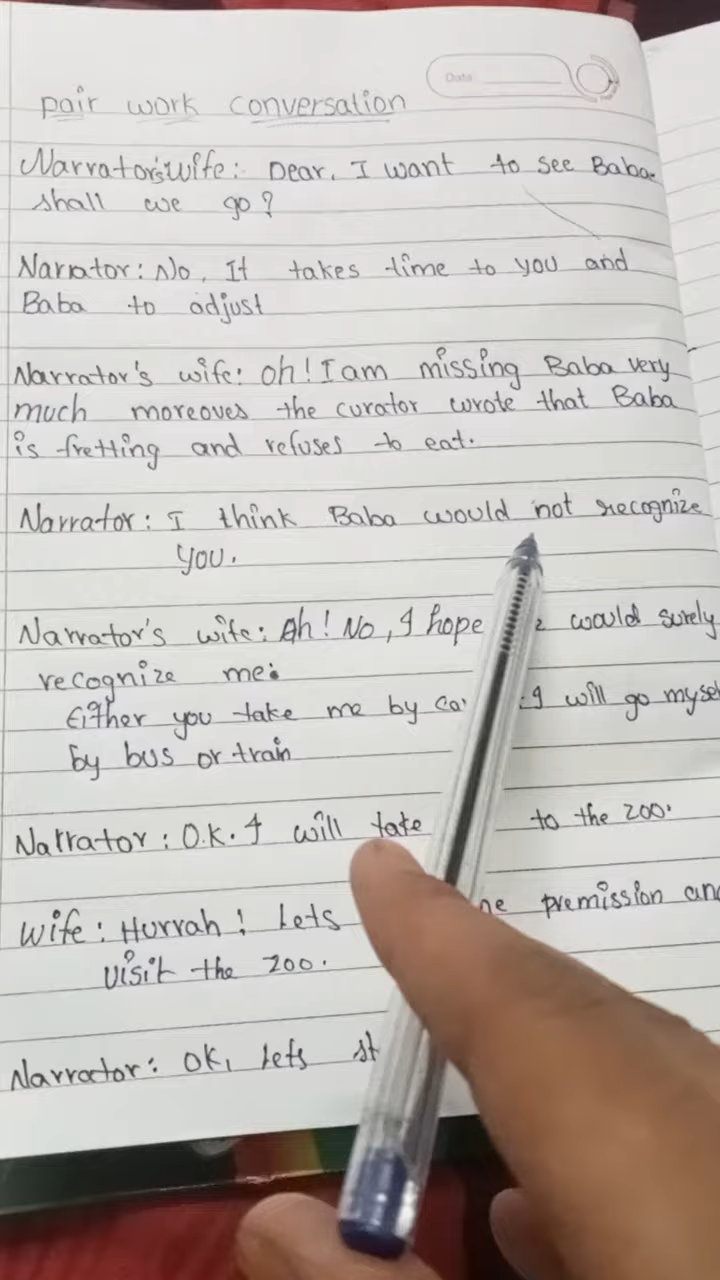 Date
pair work conversation
Narrator's wife: Dear, I want to see Baba.
shall we go?
Narrator: No, It takes time to you and
Baba to adjust
Narrator's wife: oh! I am missing Baba very
much moreoves the curator wrote that Baba
is fretting and refuses to eat.
Narrator: I think Baba would not recognize
you.
Narrator's wife: Ah! No, I hope would surely
recognize me.
Either you take me by I will go
by bus or train
Narrator: O.K. I will tate to the zoo.
Wife: Hurrah! Lets premission and
visit the zoo.
Narrator: OK, Lets